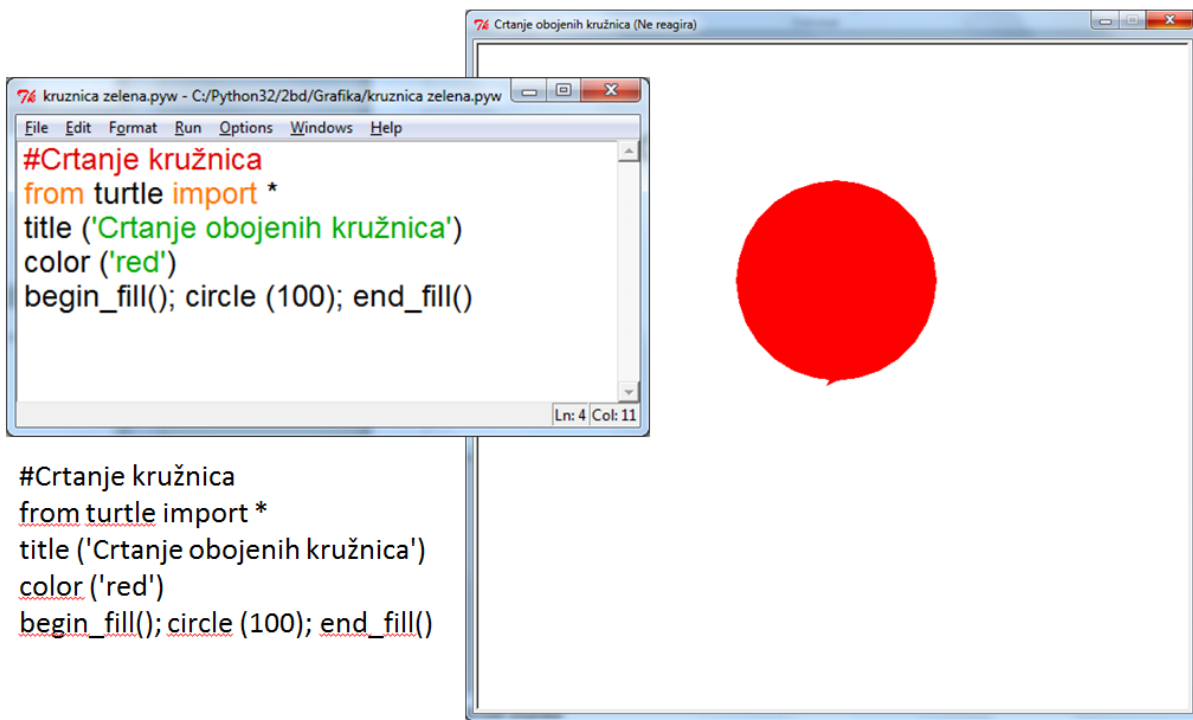 Crtanje obojenih kružnica (Ne reagira)
kruznica zelena.pyw - C:/Python32/2bd/Grafika/kruznica zelena.pyw
File Edit Format Run Options Windows Help
#Crtanje kružnica
from turtle import *
title ('Crtanje obojenih kružnica')
color ('red')
begin_fill(); circle (100); end_fill()
Ln: 4 Col: 11
#Crtanje kružnica
from turtle import *
title ('Crtanje obojenih kružnica')
color ('red')
begin_fill(); circle (100); end_fill()